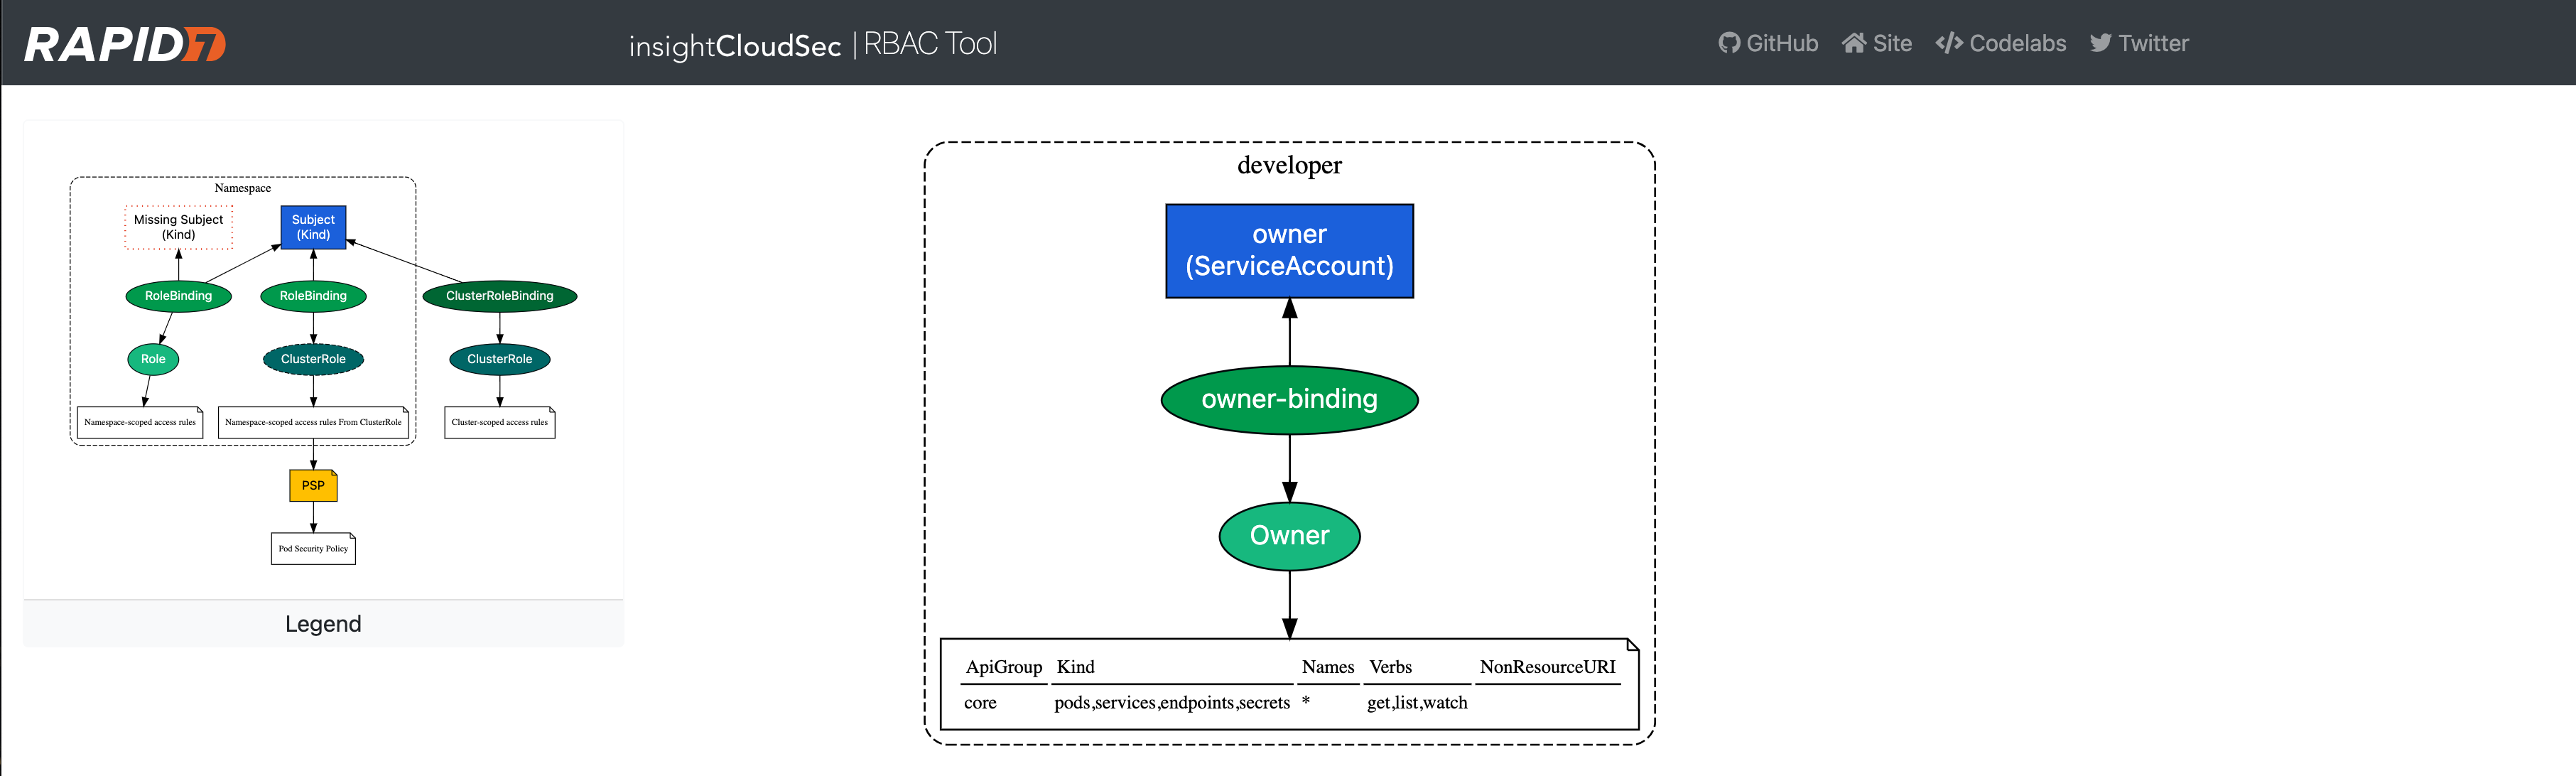 RAPID7
insightCloudSec | RBAC Tool
GitHub
Site
Codelabs
Twitter
Namespace
Missing Subject
(Kind)
Subject
(Kind)
RoleBinding
RoleBinding
ClusterRoleBinding
Role
ClusterRole
ClusterRole
Namespace-scoped access rules
Namespace-scoped access rules From ClusterRole
Cluster-scoped access rules
PSP
Pod Security Policy
Legend
developer
owner
(ServiceAccount)
owner-binding
Owner
ApiGroup Kind Names Verbs NonResourceURI
core pods,services,endpoints,secrets * get,list,watch